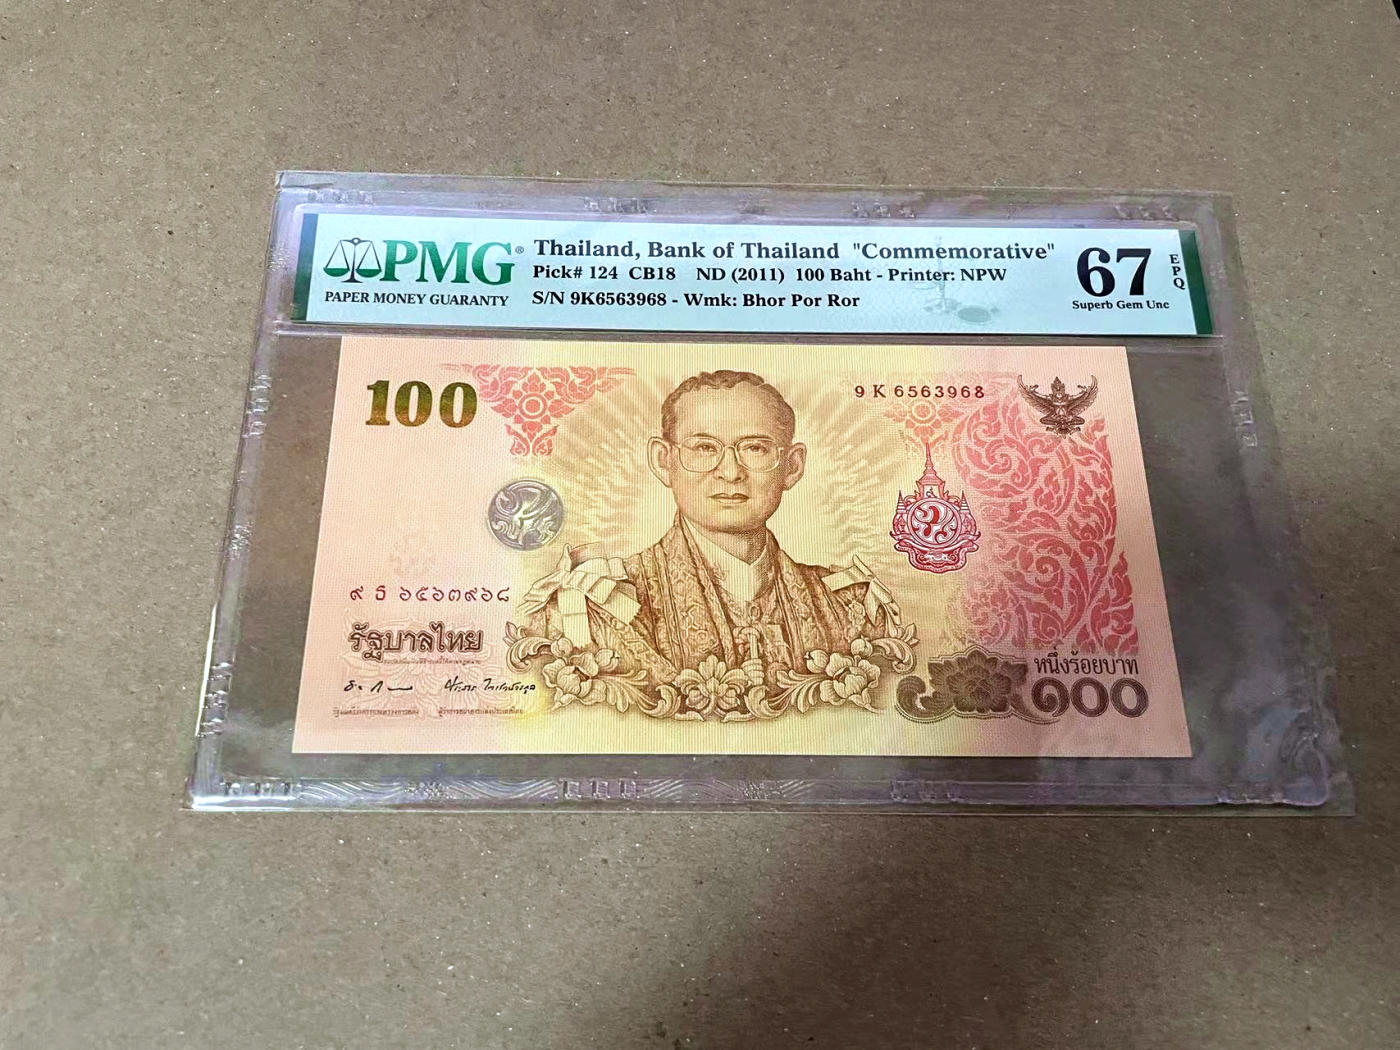 PMG®
PAPER MONEY GUARANTY
Thailand, Bank of Thailand "Commemorative"
Pick# 124 CB18 ND (2011) 100 Baht - Printer: NPW
S/N 9K6563968 - Wmk: Bhor Por Ror
67
Superb Gem Unc
EPQ
100
9 K 6563968
๙ ธ ๖๕๖๓๙๖๘
รัฐบาลไทย
หนึ่งร้อยบาท
๑๐๐